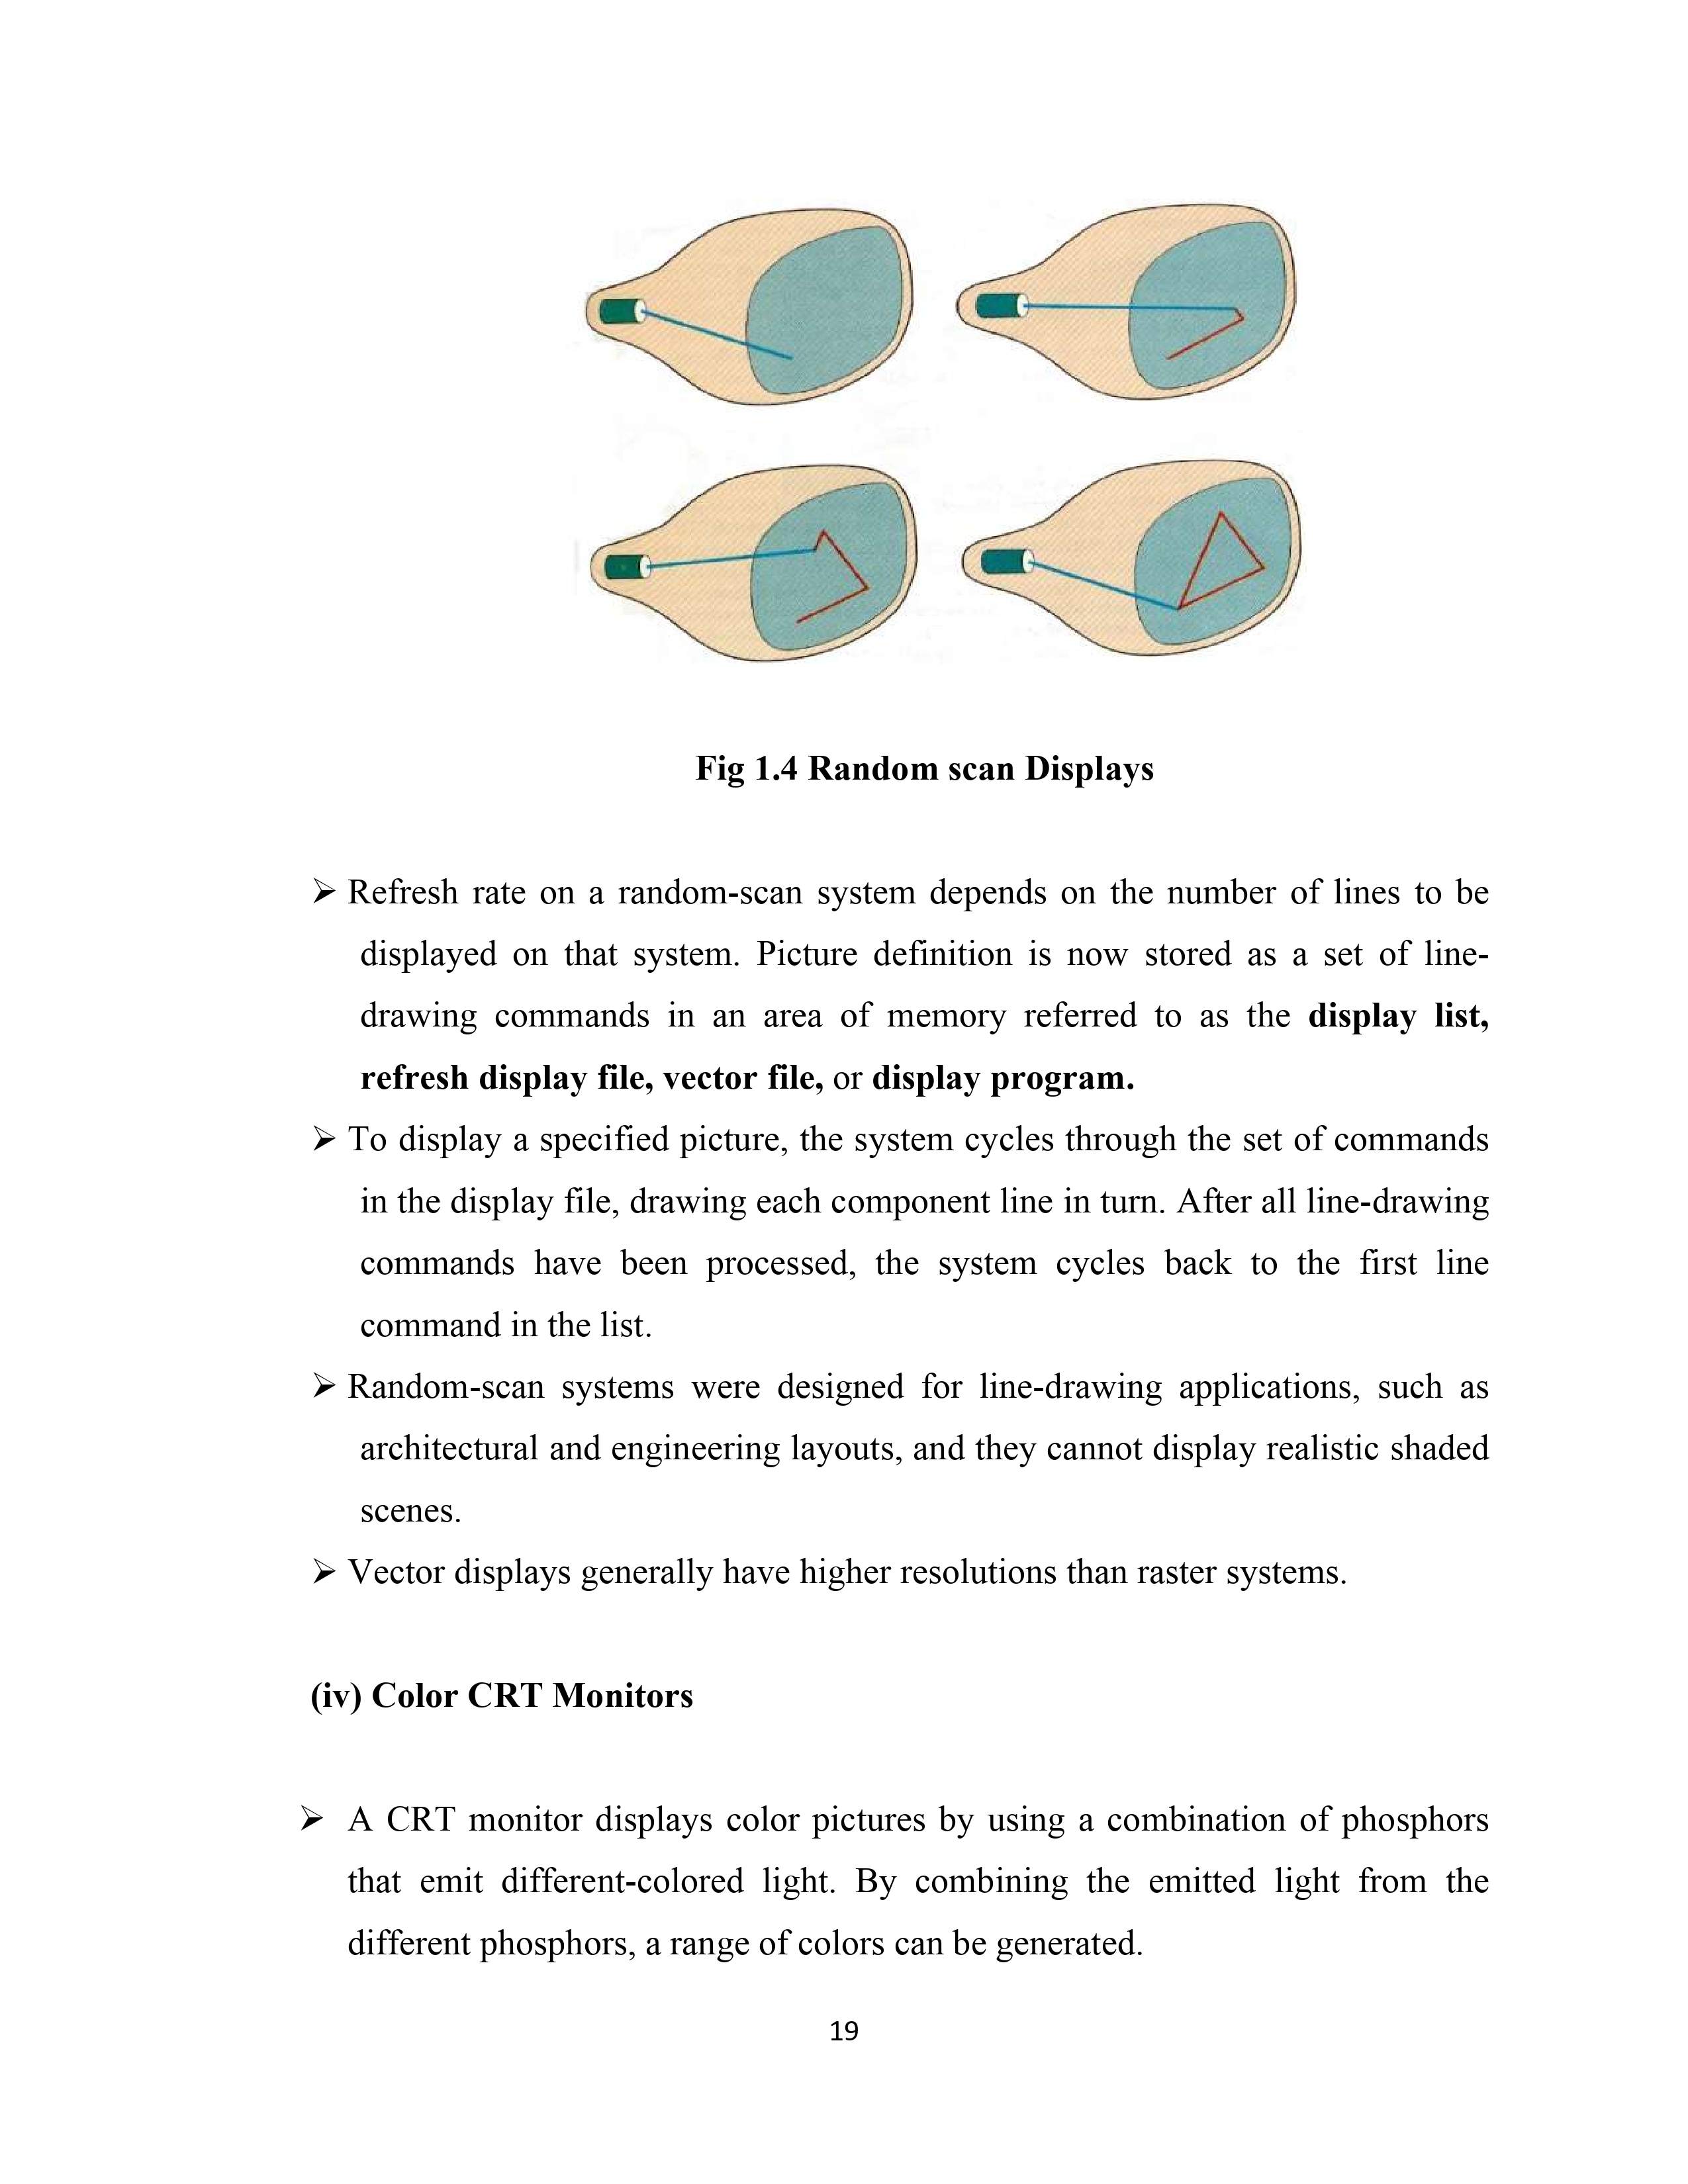 Fig 1.4 Random scan Displays
➢ Refresh rate on a random-scan system depends on the number of lines to be
displayed on that system. Picture definition is now stored as a set of line-
drawing commands in an area of memory referred to as the display list,
refresh display file, vector file, or display program.
➢ To display a specified picture, the system cycles through the set of commands
in the display file, drawing each component line in turn. After all line-drawing
commands have been processed, the system cycles back to the first line
command in the list.
➢ Random-scan systems were designed for line-drawing applications, such as
architectural and engineering layouts, and they cannot display realistic shaded
scenes.
➢ Vector displays generally have higher resolutions than raster systems.
(iv) Color CRT Monitors
➢ A CRT monitor displays color pictures by using a combination of phosphors
that emit different-colored light. By combining the emitted light from the
different phosphors, a range of colors can be generated.
19